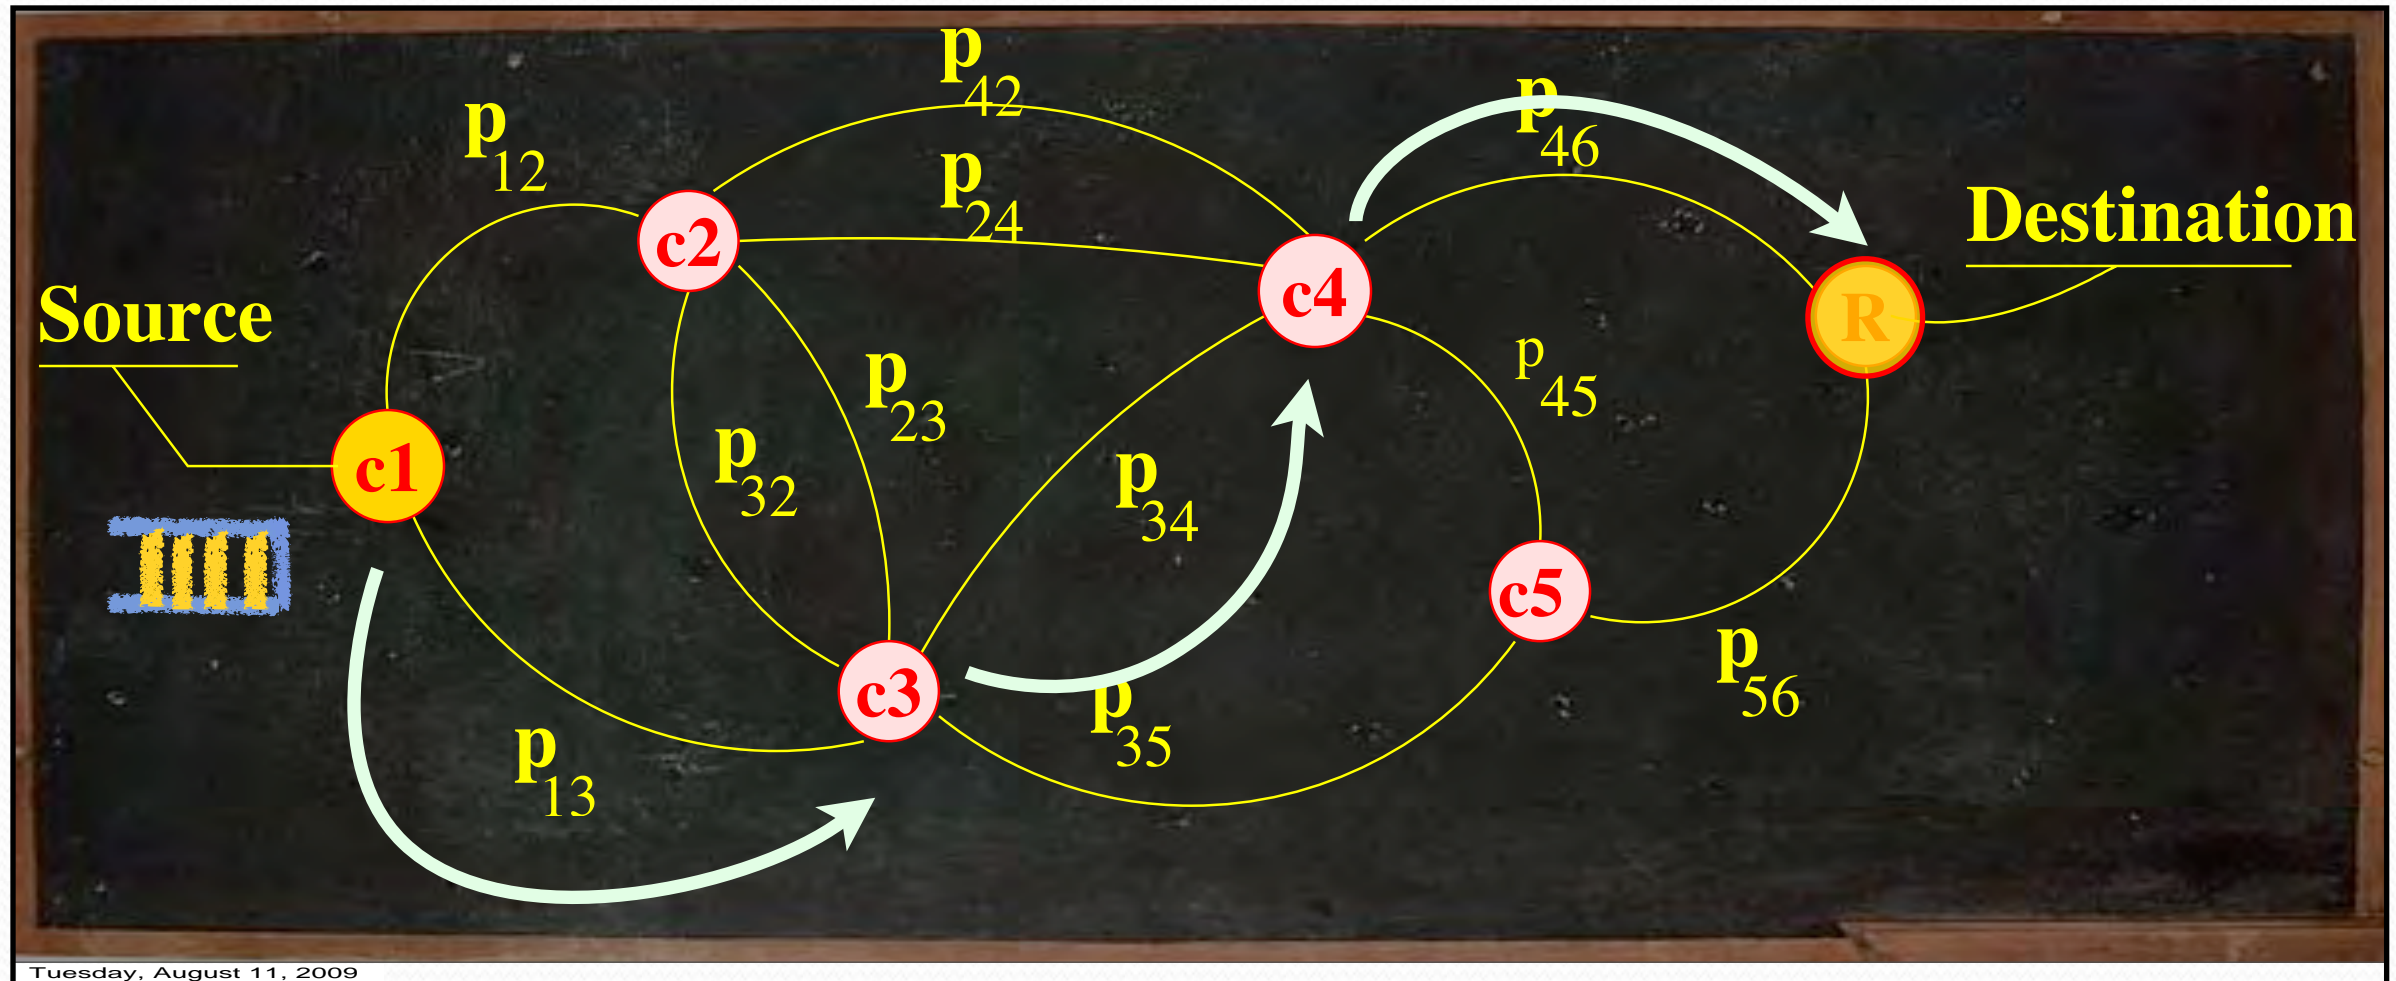 p42
p46
p12
p24
Destination
c2
c4
Source
R
p45
p23
c1
p32
p34
c5
p56
c3
p35
p13
Tuesday, August 11, 2009